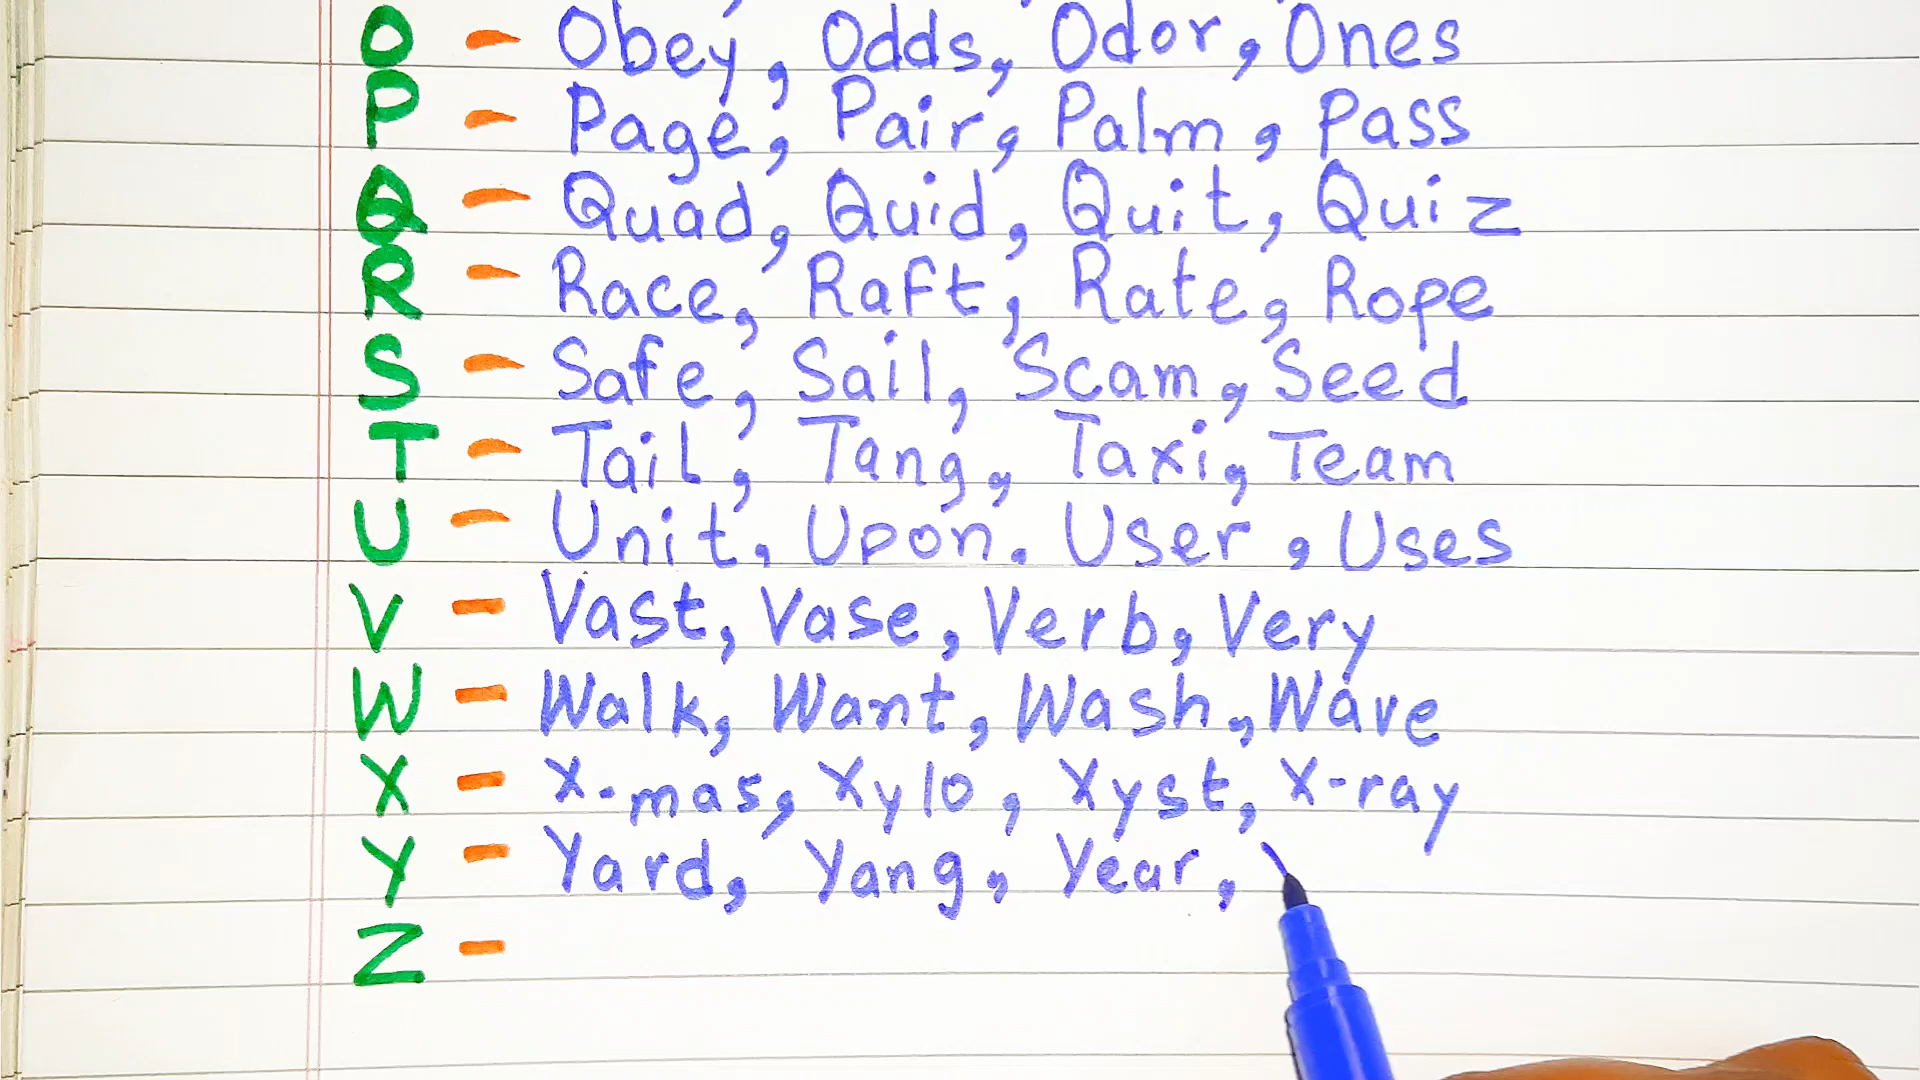 O - Obey, Odds, Odor, Ones
P - Page, Pair, Palm, Pass
Q - Quad, Quid, Quit, Quiz
R - Race, Raft, Rate, Rope
S - Safe, Sail, Scam, Seed
T - Tail, Tang, Taxi, Team
U - Unit, Upon. User, Uses
V - Vast, Vase, Verb, Very
W - Walk, Want, Wash, Wave
X - X-mas, Xylo, Xyst, X-ray
Y - Yard, Yang, Year,
Z -